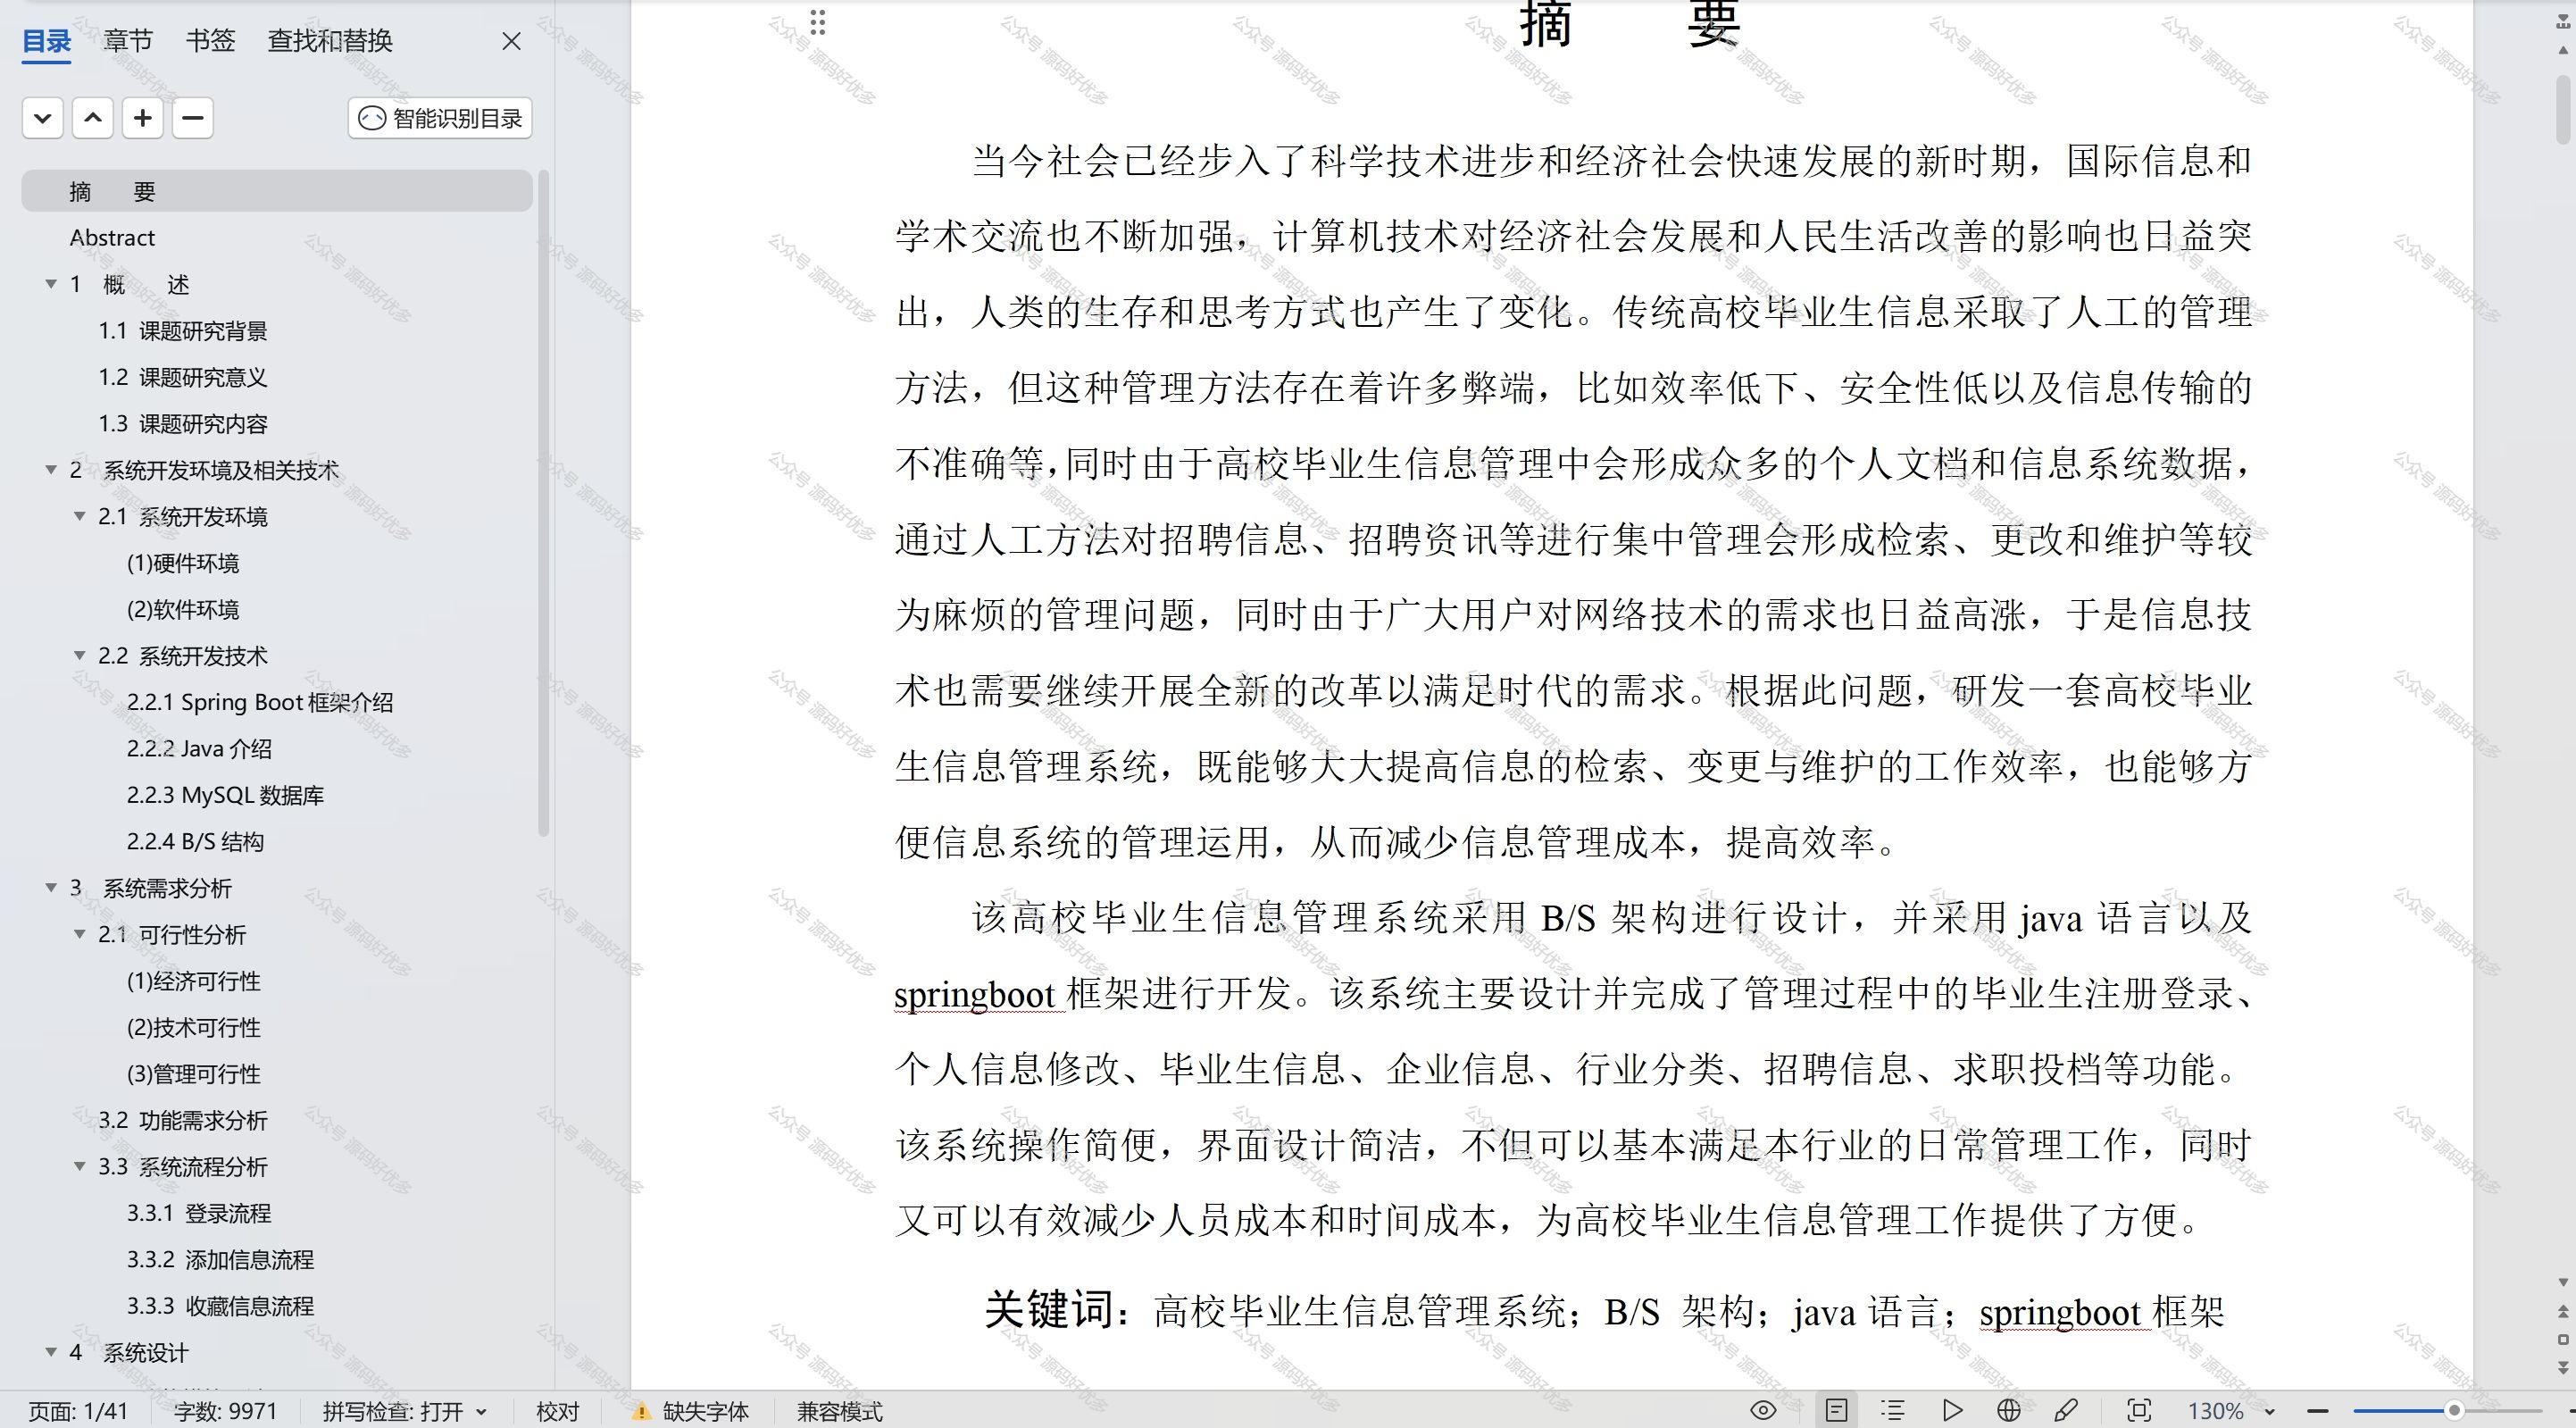 目录 章节 书签 查找和替换
智能识别目录
摘 要
Abstract
1 概 述
1.1 课题研究背景
1.2 课题研究意义
1.3 课题研究内容
2 系统开发环境及相关技术
2.1 系统开发环境
(1)硬件环境
(2)软件环境
2.2 系统开发技术
2.2.1 Spring Boot 框架介绍
2.2.2 Java 介绍
2.2.3 MySQL 数据库
2.2.4 B/S 结构
3 系统需求分析
2.1 可行性分析
(1)经济可行性
(2)技术可行性
(3)管理可行性
3.2 功能需求分析
3.3 系统流程分析
3.3.1 登录流程
3.3.2 添加信息流程
3.3.3 收藏信息流程
4 系统设计
摘 要
当今社会已经步入了科学技术进步和经济社会快速发展的新时期，国际信息和
学术交流也不断加强，计算机技术对经济社会发展和人民生活改善的影响也日益突
出，人类的生存和思考方式也产生了变化。传统高校毕业生信息采取了人工的管理
方法，但这种管理方法存在着许多弊端，比如效率低下、安全性低以及信息传输的
不准确等，同时由于高校毕业生信息管理中会形成众多的个人文档和信息系统数据，
通过人工方法对招聘信息、招聘资讯等进行集中管理会形成检索、更改和维护等较
为麻烦的管理问题，同时由于广大用户对网络技术的需求也日益高涨，于是信息技
术也需要继续开展全新的改革以满足时代的需求。根据此问题，研发一套高校毕业
生信息管理系统，既能够大大提高信息的检索、变更与维护的工作效率，也能够方
便信息系统的管理运用，从而减少信息管理成本，提高效率。
该高校毕业生信息管理系统采用 B/S 架构进行设计，并采用 java 语言以及
springboot 框架进行开发。该系统主要设计并完成了管理过程中的毕业生注册登录、
个人信息修改、毕业生信息、企业信息、行业分类、招聘信息、求职投档等功能。
该系统操作简便，界面设计简洁，不但可以基本满足本行业的日常管理工作，同时
又可以有效减少人员成本和时间成本，为高校毕业生信息管理工作提供了方便。
关键词：高校毕业生信息管理系统；B/S 架构；java 语言；springboot 框架
页面: 1/41 字数: 9971 拼写检查: 打开 校对 缺失字体 兼容模式 130%
公众号 源码好优多